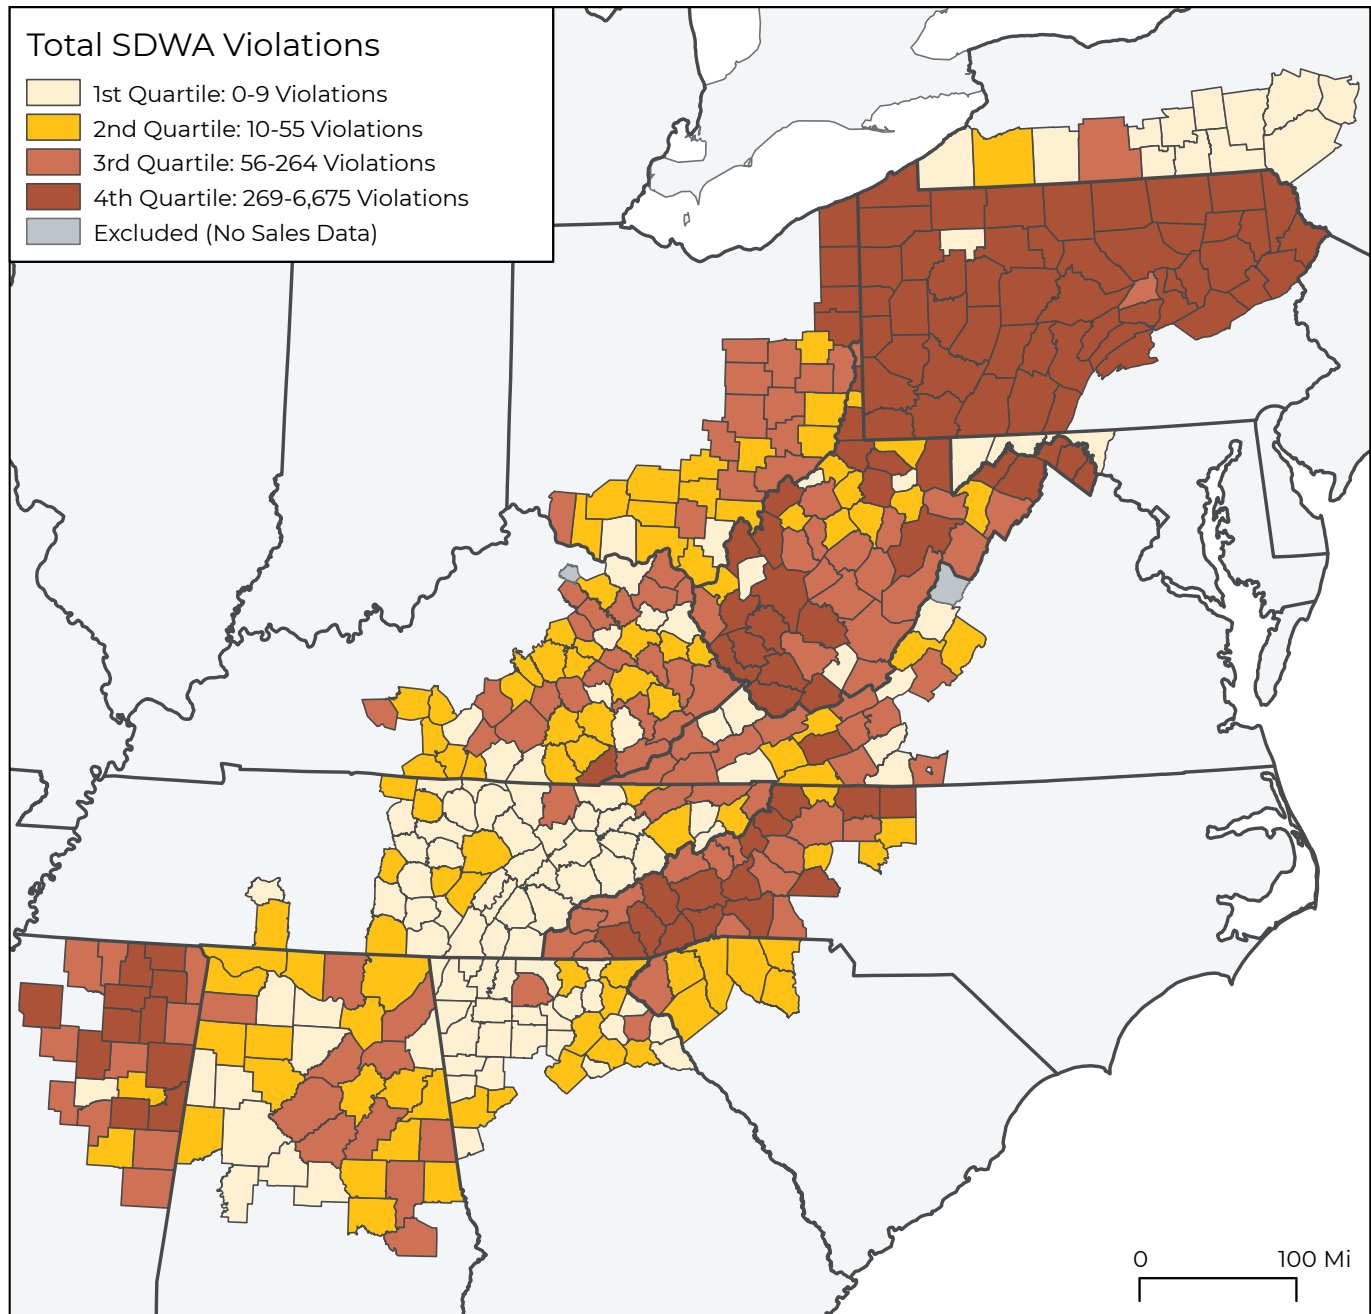 Total SDWA Violations
1st Quartile: 0-9 Violations
2nd Quartile: 10-55 Violations
3rd Quartile: 56-264 Violations
4th Quartile: 269-6,675 Violations
Excluded (No Sales Data)
0 100 Mi